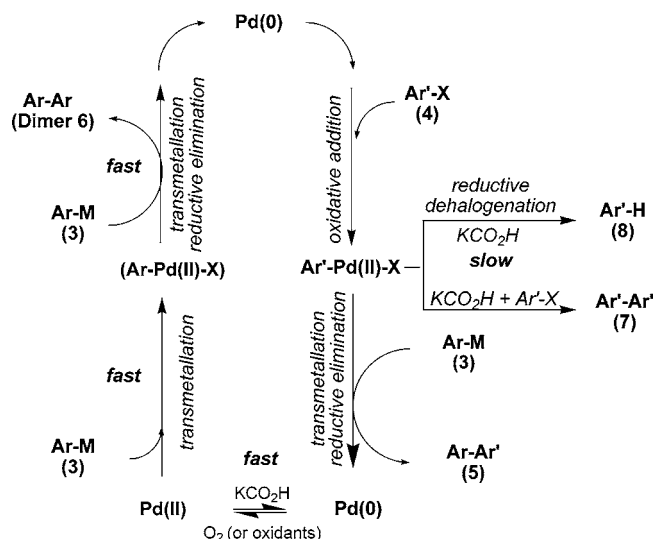 Pd(0)
Ar-Ar
(Dimer 6)
fast
Ar-M
(3)
transmetallation
reductive elimination
(Ar-Pd(II)-X)
fast
transmetallation
Ar-M
(3)
Pd(II)
fast
KCO2H
O2 (or oxidants)
Pd(0)
oxidative addition
Ar'-X
(4)
Ar'-Pd(II)-X
reductive
dehalogenation
KCO2H
slow
Ar'-H
(8)
KCO2H + Ar'-X
Ar'-Ar'
(7)
transmetallation
reductive elimination
Ar-M
(3)
Ar-Ar'
(5)